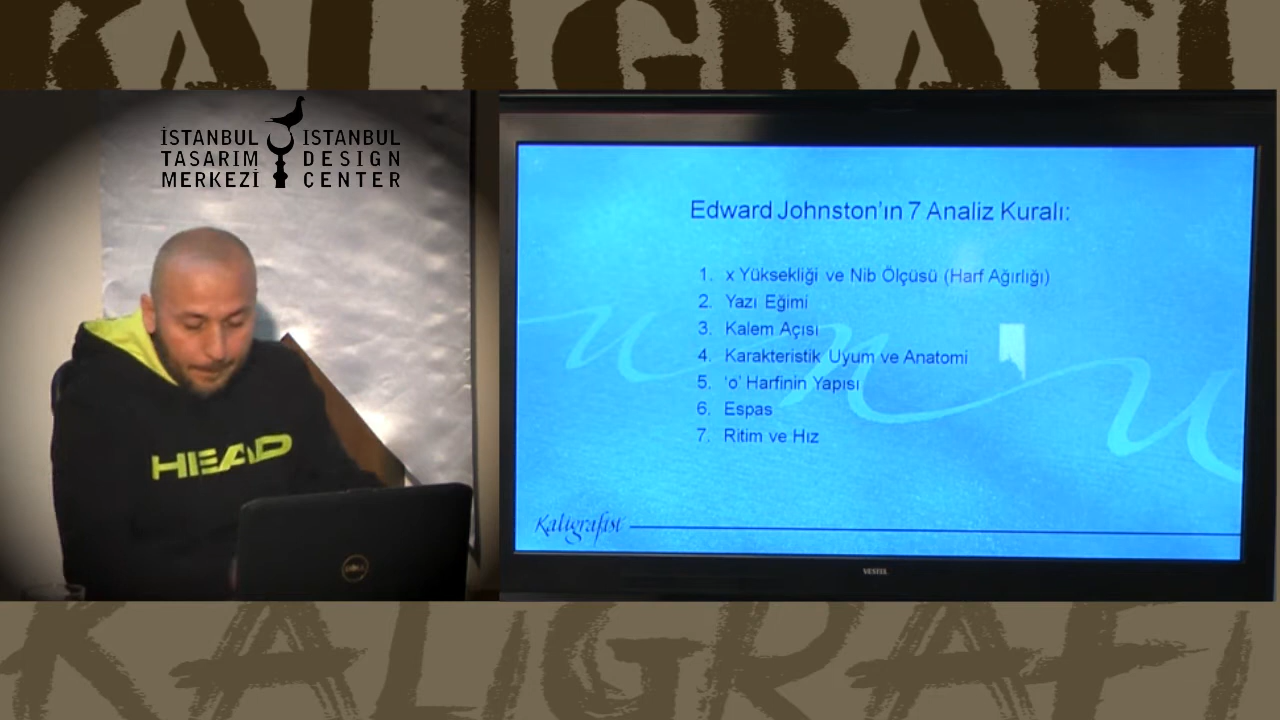 KALIGRAFI
İSTANBUL
TASARIM
MERKEZİ
ISTANBUL
DESIGN
CENTER
HEAD
DELL
Edward Johnston'ın 7 Analiz Kuralı:
1. x Yüksekliği ve Nib Ölçüsü (Harf Ağırlığı)
2. Yazı Eğimi
3. Kalem Açısı
4. Karakteristik Uyum ve Anatomi
5. 'o' Harfinin Yapısı
6. Espas
7. Ritim ve Hız
Kaligrafist
VESTEL
KALIGRAFI